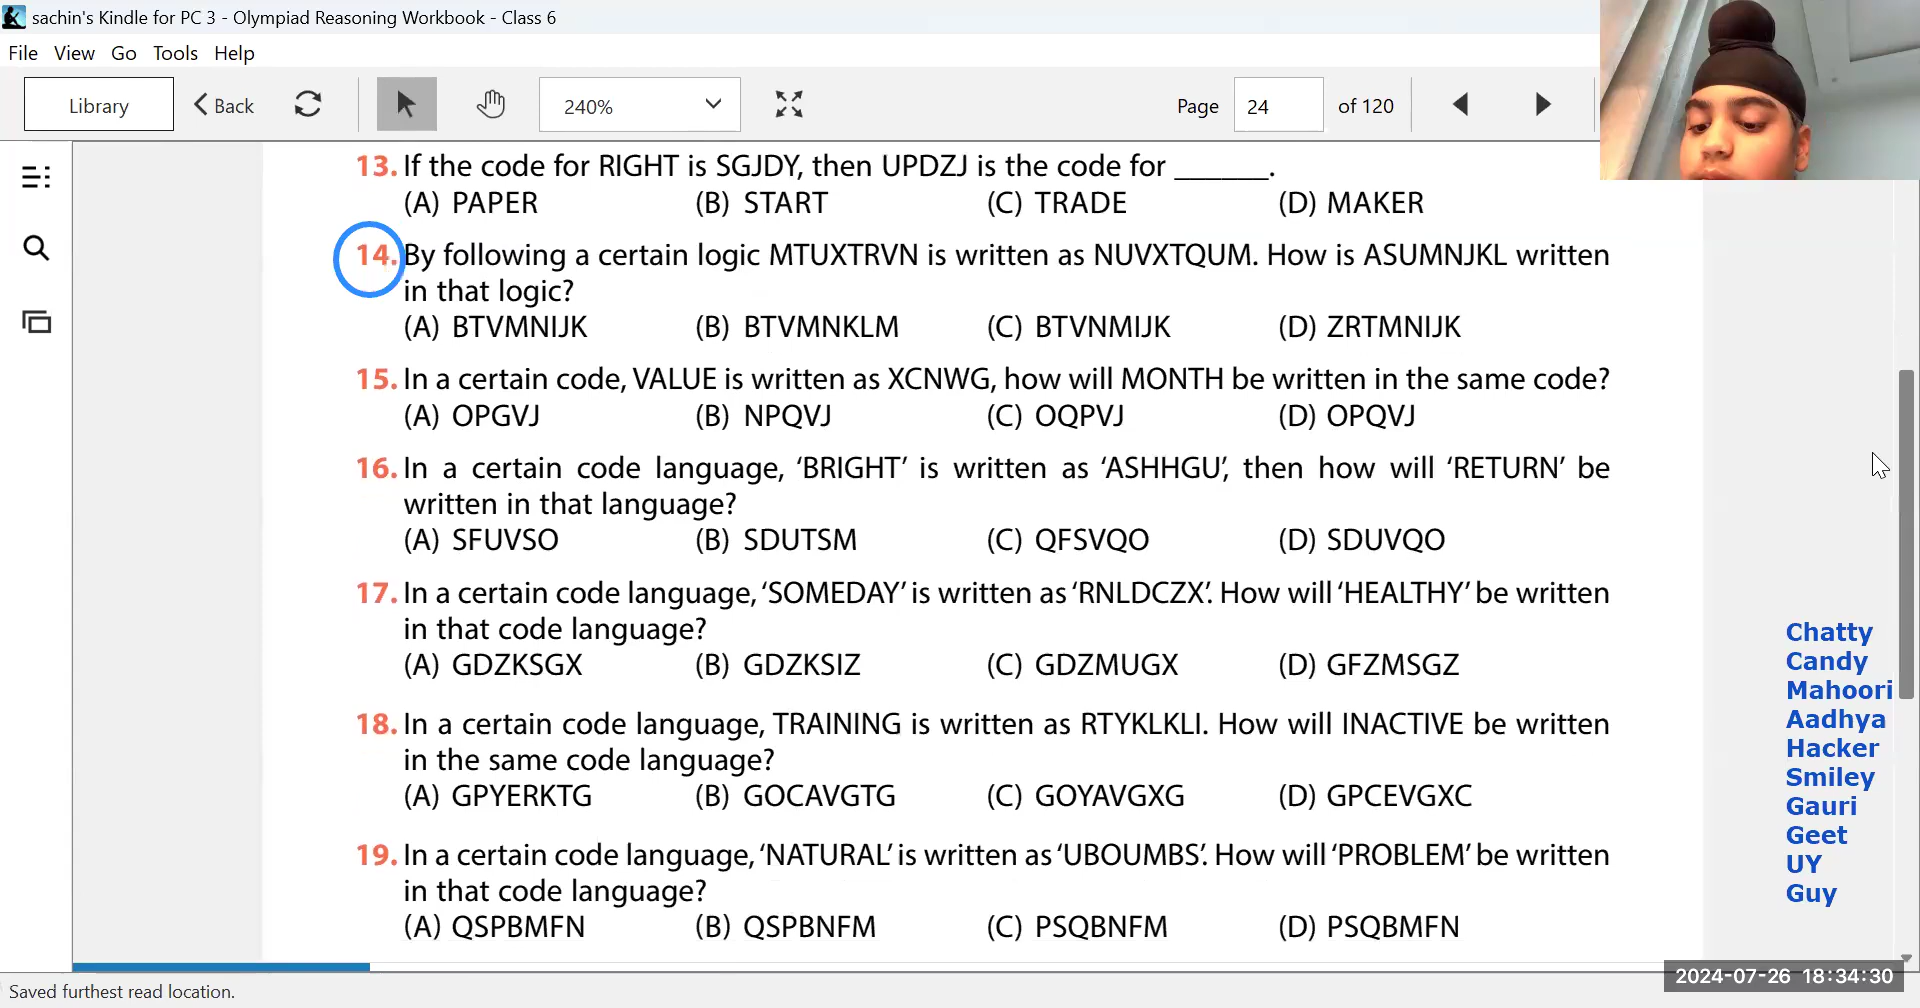 sachin's Kindle for PC 3 - Olympiad Reasoning Workbook - Class 6
File View Go Tools Help
Library Back 240% Page 24 of 120
13. If the code for RIGHT is SGJDY, then UPDZJ is the code for ______.
(A) PAPER (B) START (C) TRADE (D) MAKER
14. By following a certain logic MTUXTRVN is written as NUVXTQUM. How is ASUMNJKL written
in that logic?
(A) BTVMNIJK (B) BTVMNKLM (C) BTVNMIJK (D) ZRTMNIJK
15. In a certain code, VALUE is written as XCNWG, how will MONTH be written in the same code?
(A) OPGVJ (B) NPQVJ (C) OQPVJ (D) OPQVJ
16. In a certain code language, ‘BRIGHT’ is written as ‘ASHHGU’, then how will ‘RETURN’ be
written in that language?
(A) SFUVSO (B) SDUTSM (C) QFSVQO (D) SDUVQO
17. In a certain code language, ‘SOMEDAY’ is written as ‘RNLDCZX’. How will ‘HEALTHY’ be written
in that code language?
(A) GDZKSGX (B) GDZKSIZ (C) GDZMUGX (D) GFZMSGZ
18. In a certain code language, TRAINING is written as RTYKLKLI. How will INACTIVE be written
in the same code language?
(A) GPYERKTG (B) GOCAVGTG (C) GOYAVGXG (D) GPCEVGXC
19. In a certain code language, ‘NATURAL’ is written as ‘UBOUMBS’. How will ‘PROBLEM’ be written
in that code language?
(A) QSPBMFN (B) QSPBNFM (C) PSQBNFM (D) PSQBMFN
Chatty
Candy
Mahoori
Aadhya
Hacker
Smiley
Gauri
Geet
UY
Guy
2024-07-26 18:34:30
Saved furthest read location.